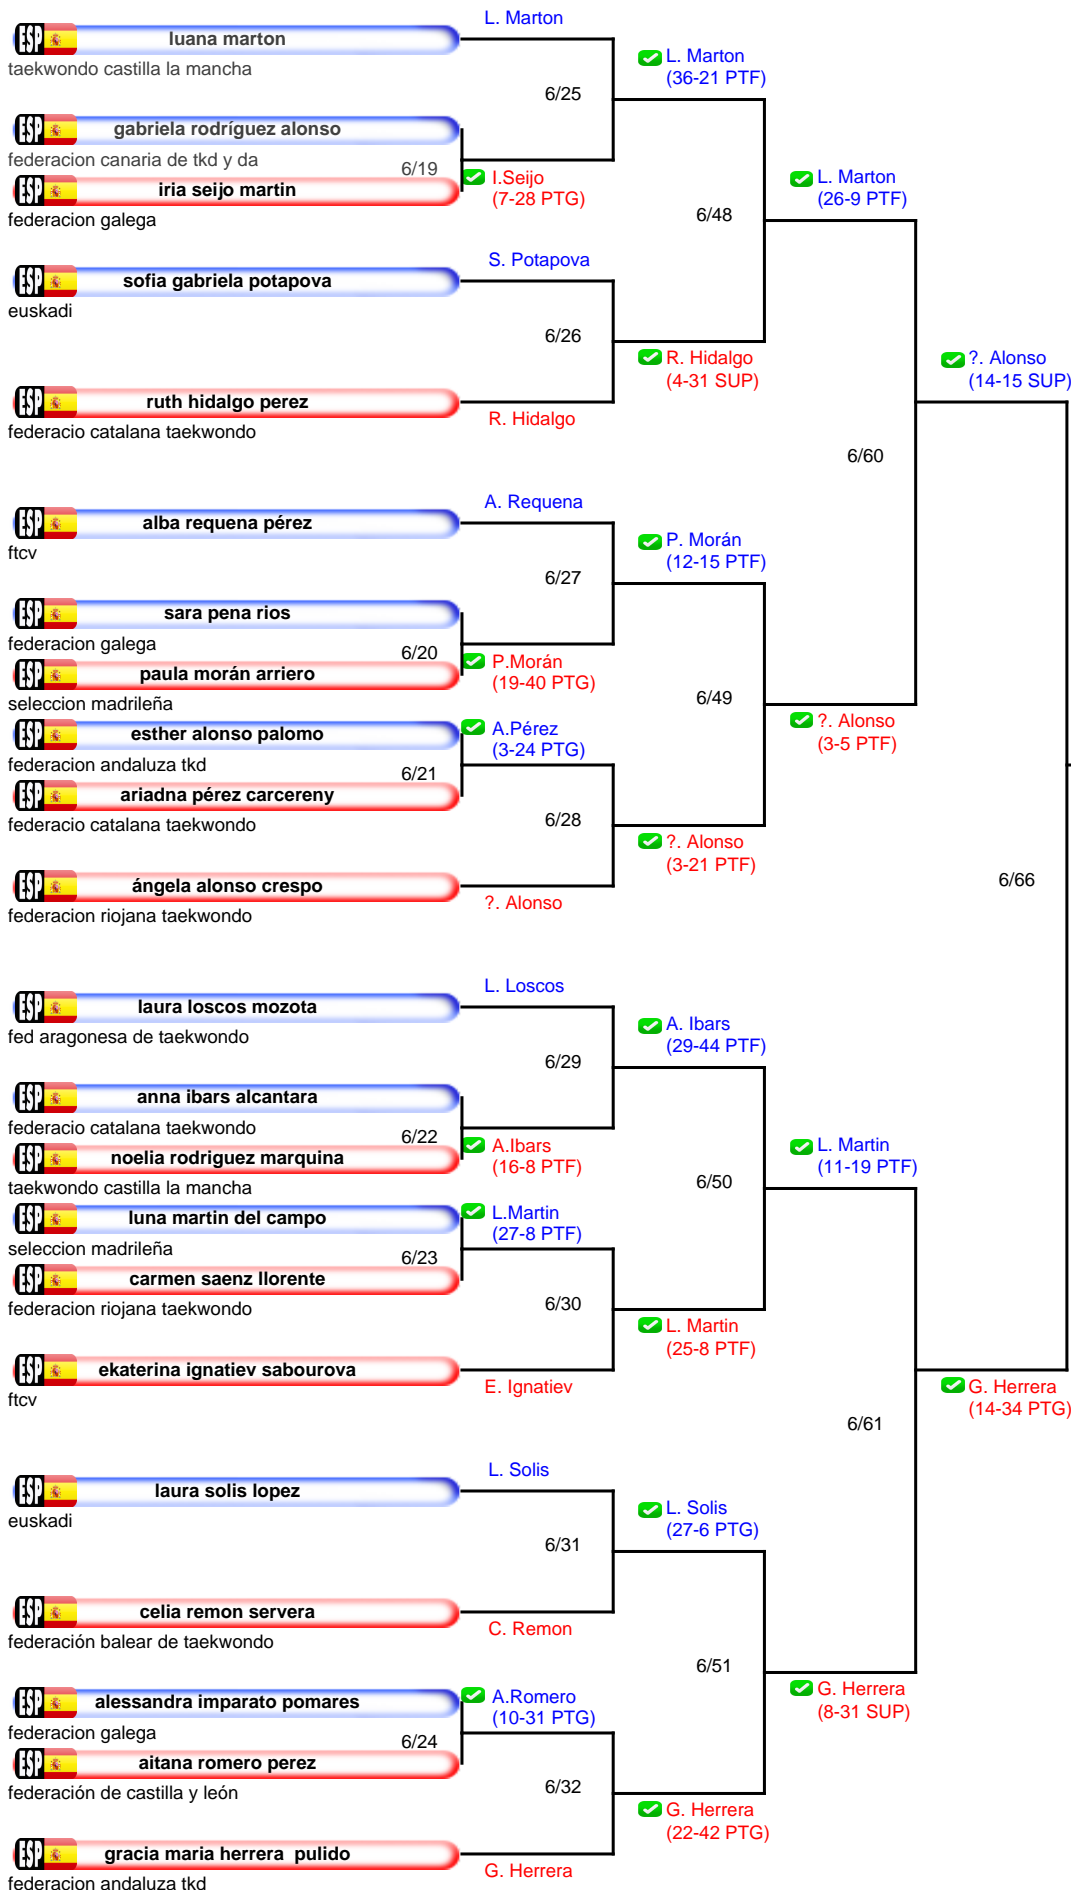 L. Marton
ESP luana marton
taekwondo castilla la mancha
6/25
L. Marton
(36-21 PTF)
ESP gabriela rodríguez alonso
federacion canaria de tkd y da
6/19
ESP iria seijo martin
federacion galega
I.Seijo
(7-28 PTG)
L. Marton
(26-9 PTF)
6/48
S. Potapova
ESP sofia gabriela potapova
euskadi
6/26
R. Hidalgo
(4-31 SUP)
ESP ruth hidalgo perez
federacio catalana taekwondo
R. Hidalgo
?. Alonso
(14-15 SUP)
6/60
A. Requena
ESP alba requena pérez
ftcv
6/27
P. Morán
(12-15 PTF)
ESP sara pena rios
federacion galega
6/20
ESP paula morán arriero
seleccion madrileña
P.Morán
(19-40 PTG)
6/49
ESP esther alonso palomo
federacion andaluza tkd
A.Pérez
(3-24 PTG)
?. Alonso
(3-5 PTF)
6/21
ESP ariadna pérez carcereny
federacio catalana taekwondo
6/28
?. Alonso
(3-21 PTF)
ESP ángela alonso crespo
federacion riojana taekwondo
?. Alonso
6/66
L. Loscos
ESP laura loscos mozota
fed aragonesa de taekwondo
6/29
A. Ibars
(29-44 PTF)
ESP anna ibars alcantara
federacio catalana taekwondo
6/22
ESP noelia rodriguez marquina
taekwondo castilla la mancha
A.Ibars
(16-8 PTF)
L. Martin
(11-19 PTF)
6/50
ESP luna martin del campo
seleccion madrileña
L.Martin
(27-8 PTF)
6/23
ESP carmen saenz llorente
federacion riojana taekwondo
6/30
L. Martin
(25-8 PTF)
ESP ekaterina ignatiev sabourova
ftcv
E. Ignatiev
G. Herrera
(14-34 PTG)
6/61
L. Solis
ESP laura solis lopez
euskadi
6/31
L. Solis
(27-6 PTG)
ESP celia remon servera
federación balear de taekwondo
C. Remon
6/51
ESP alessandra imparato pomares
federacion galega
A.Romero
(10-31 PTG)
G. Herrera
(8-31 SUP)
6/24
ESP aitana romero perez
federación de castilla y león
6/32
G. Herrera
(22-42 PTG)
ESP gracia maria herrera  pulido
federacion andaluza tkd
G. Herrera